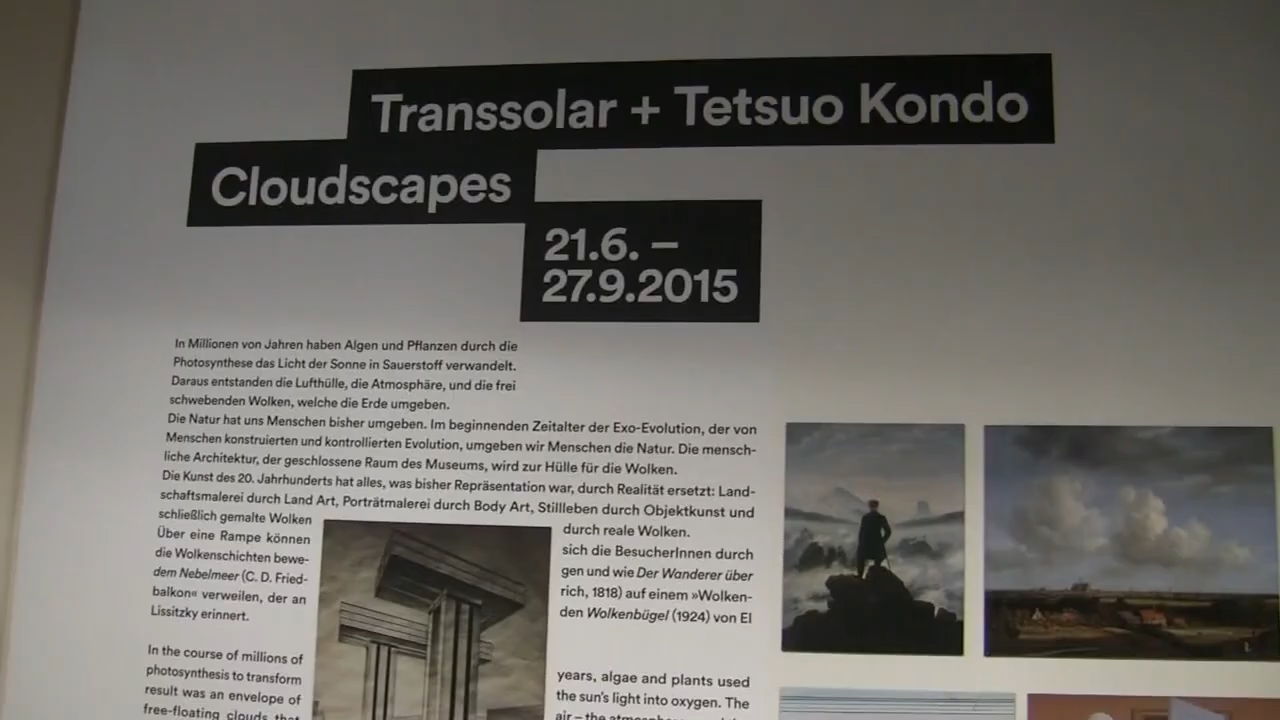 Transsolar + Tetsuo Kondo
Cloudscapes
21.6. –
27.9.2015
In Millionen von Jahren haben Algen und Pflanzen durch die
Photosynthese das Licht der Sonne in Sauerstoff verwandelt.
Daraus entstanden die Lufthülle, die Atmosphäre, und die frei
schwebenden Wolken, welche die Erde umgeben.
Die Natur hat uns Menschen bisher umgeben. Im beginnenden Zeitalter der Exo-Evolution, der von
Menschen konstruierten und kontrollierten Evolution, umgeben wir Menschen die Natur. Die mensch-
liche Architektur, der geschlossene Raum des Museums, wird zur Hülle für die Wolken.
Die Kunst des 20. Jahrhunderts hat alles, was bisher Repräsentation war, durch Realität ersetzt: Land-
schaftsmalerei durch Land Art, Porträtmalerei durch Body Art, Stillleben durch Objektkunst und
schließlich gemalte Wolken durch reale Wolken.
Über eine Rampe können sich die BesucherInnen durch
die Wolkenschichten bewe- gen und wie Der Wanderer über
dem Nebelmeer (C. D. Fried- rich, 1818) auf einem »Wolken-
balkon« verweilen, der an den Wolkenbügel (1924) von El
Lissitzky erinnert.
In the course of millions of years, algae and plants used
photosynthesis to transform the sun's light into oxygen. The
result was an envelope of air – the
free-floating clouds that